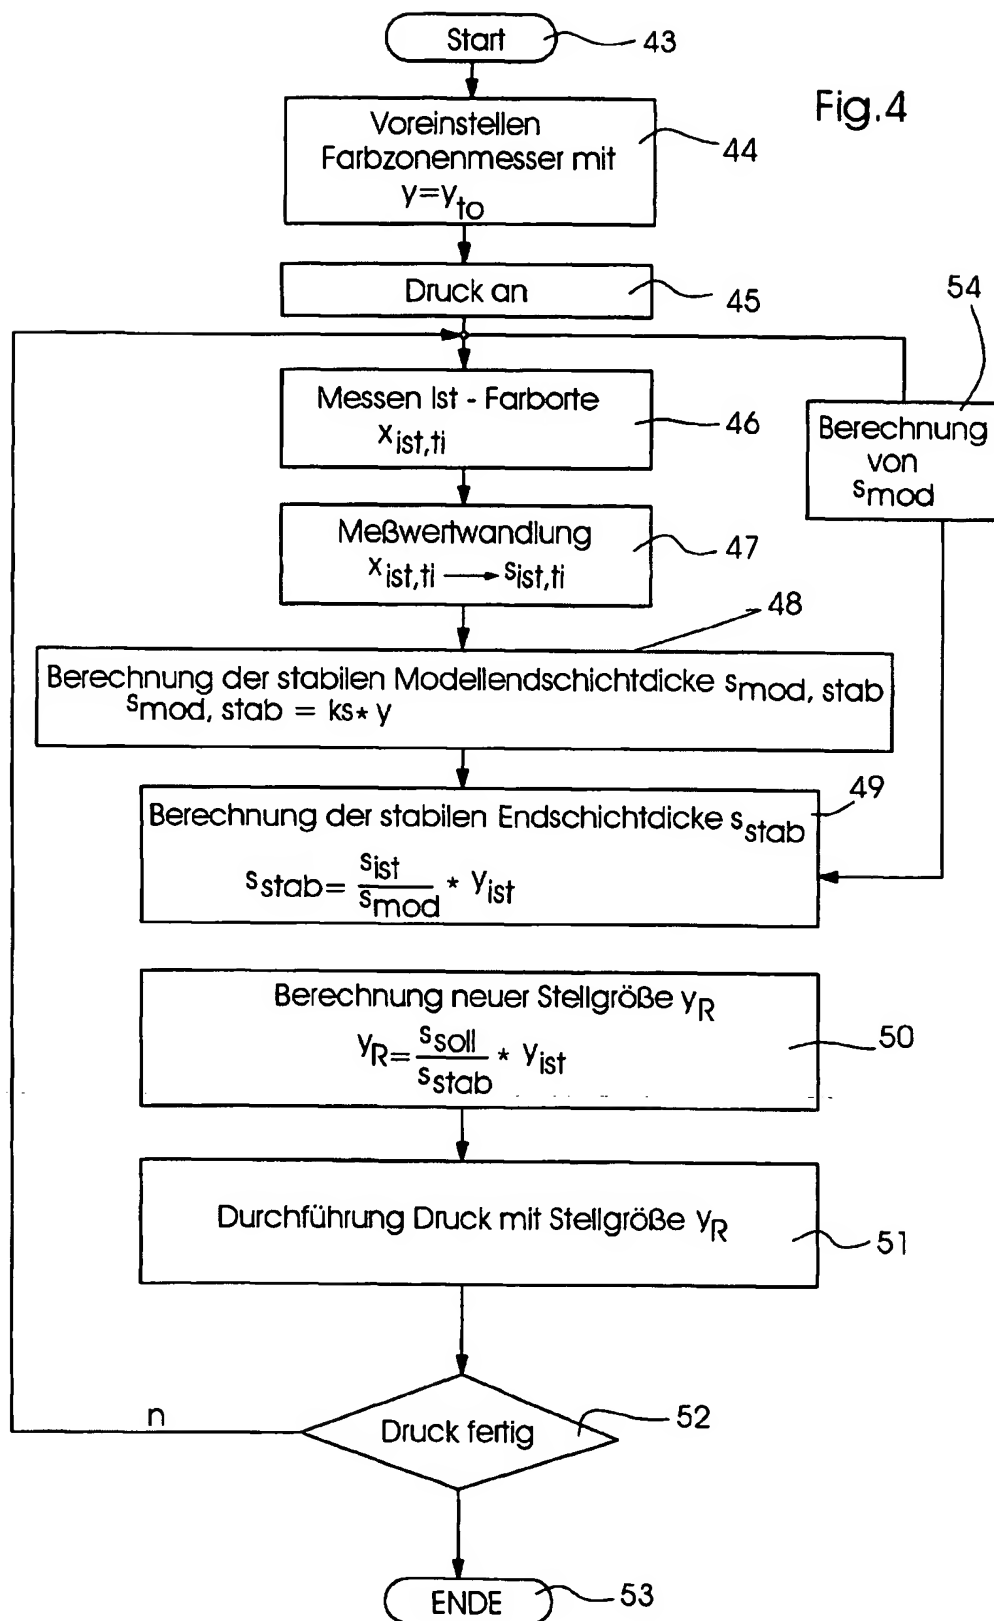 Start
43
Fig.4
Voreinstellen
Farbzonenmesser mit
y=y_to
44
Druck an
45
54
Messen Ist - Farborte
x_ist,ti
46
Berechnung
von
s_mod
Meßwertwandlung
x_ist,ti → s_ist,ti
47
48
Berechnung der stabilen Modellendschichtdicke s_mod, stab
s_mod, stab = ks* y
49
Berechnung der stabilen Endschichtdicke s_stab
s_stab = s_ist / s_mod * y_ist
Berechnung neuer Stellgröße y_R
y_R = s_soll / s_stab * y_ist
50
Durchführung Druck mit Stellgröße y_R
51
n
Druck fertig
52
ENDE
53